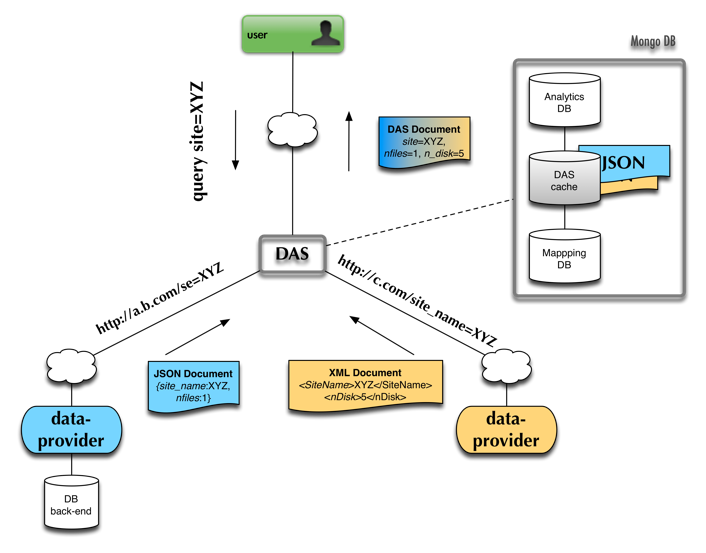 user
Mongo DB
query site=XYZ
DAS Document
site=XYZ,
nfiles=1, n_disk=5
Analytics
DB
JSON
DAS
cache
Mappping
DB
DAS
http://a.b.com/se=XYZ
http://c.com/site_name=XYZ
JSON Document
{site_name:XYZ,
nfiles:1}
XML Document
<SiteName>XYZ</SiteName>
<nDisk>5</nDisk>
data-
provider
data-
provider
DB
back-end